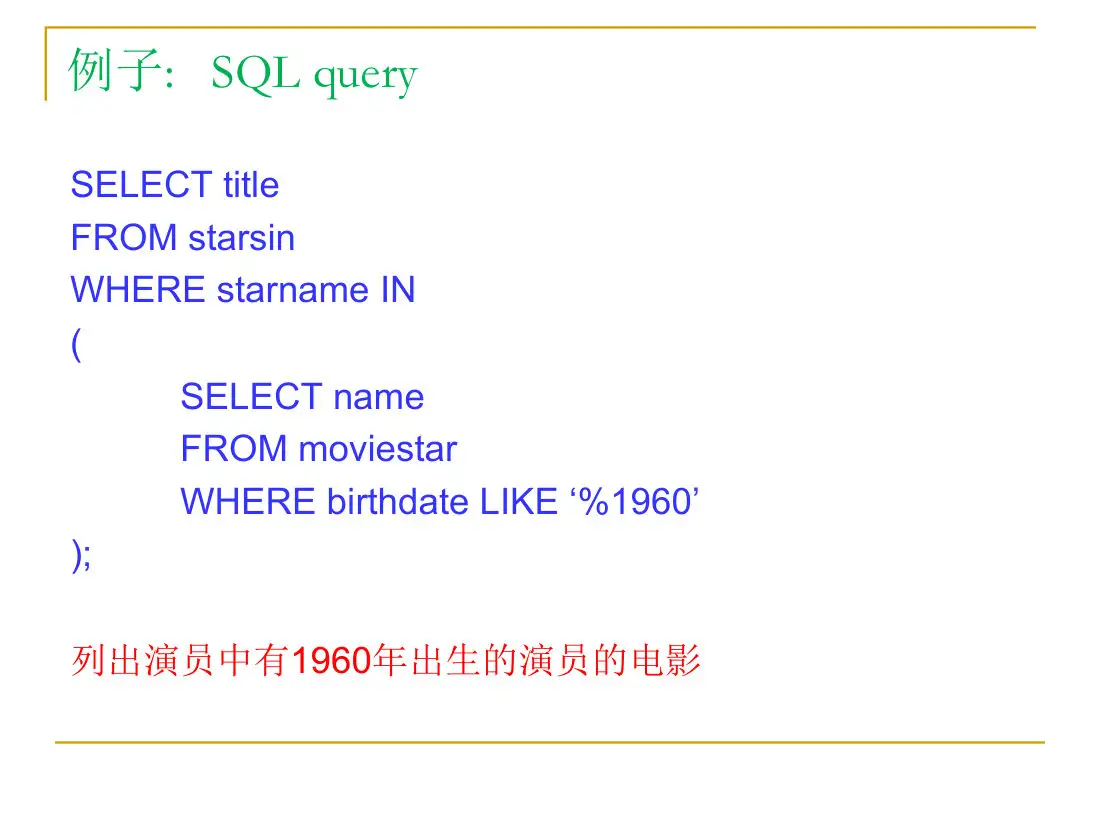 例子: SQL query
SELECT title
FROM starsin
WHERE starname IN
(
SELECT name
FROM moviestar
WHERE birthdate LIKE ‘%1960’
);
列出演员中有1960年出生的演员的电影